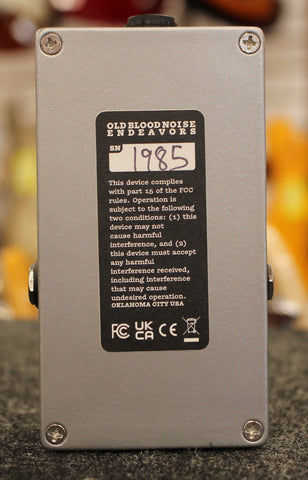 OLD BLOOD NOISE
ENDEAVORS
SN 1985
This device complies
with part 15 of the FCC
rules. Operation is
subject to the following
two conditions: (1) this
device may not
cause harmful
interference, and (2)
this device must accept
any harmful
interference received,
including interference
that may cause
undesired operation.
OKLAHOMA CITY USA
FC UK CA CE